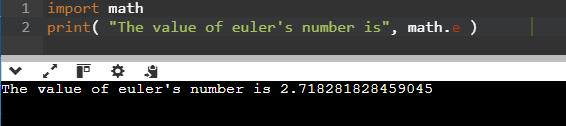 1 import math
2 print( "The value of euler's number is", math.e )
The value of euler's number is 2.718281828459045